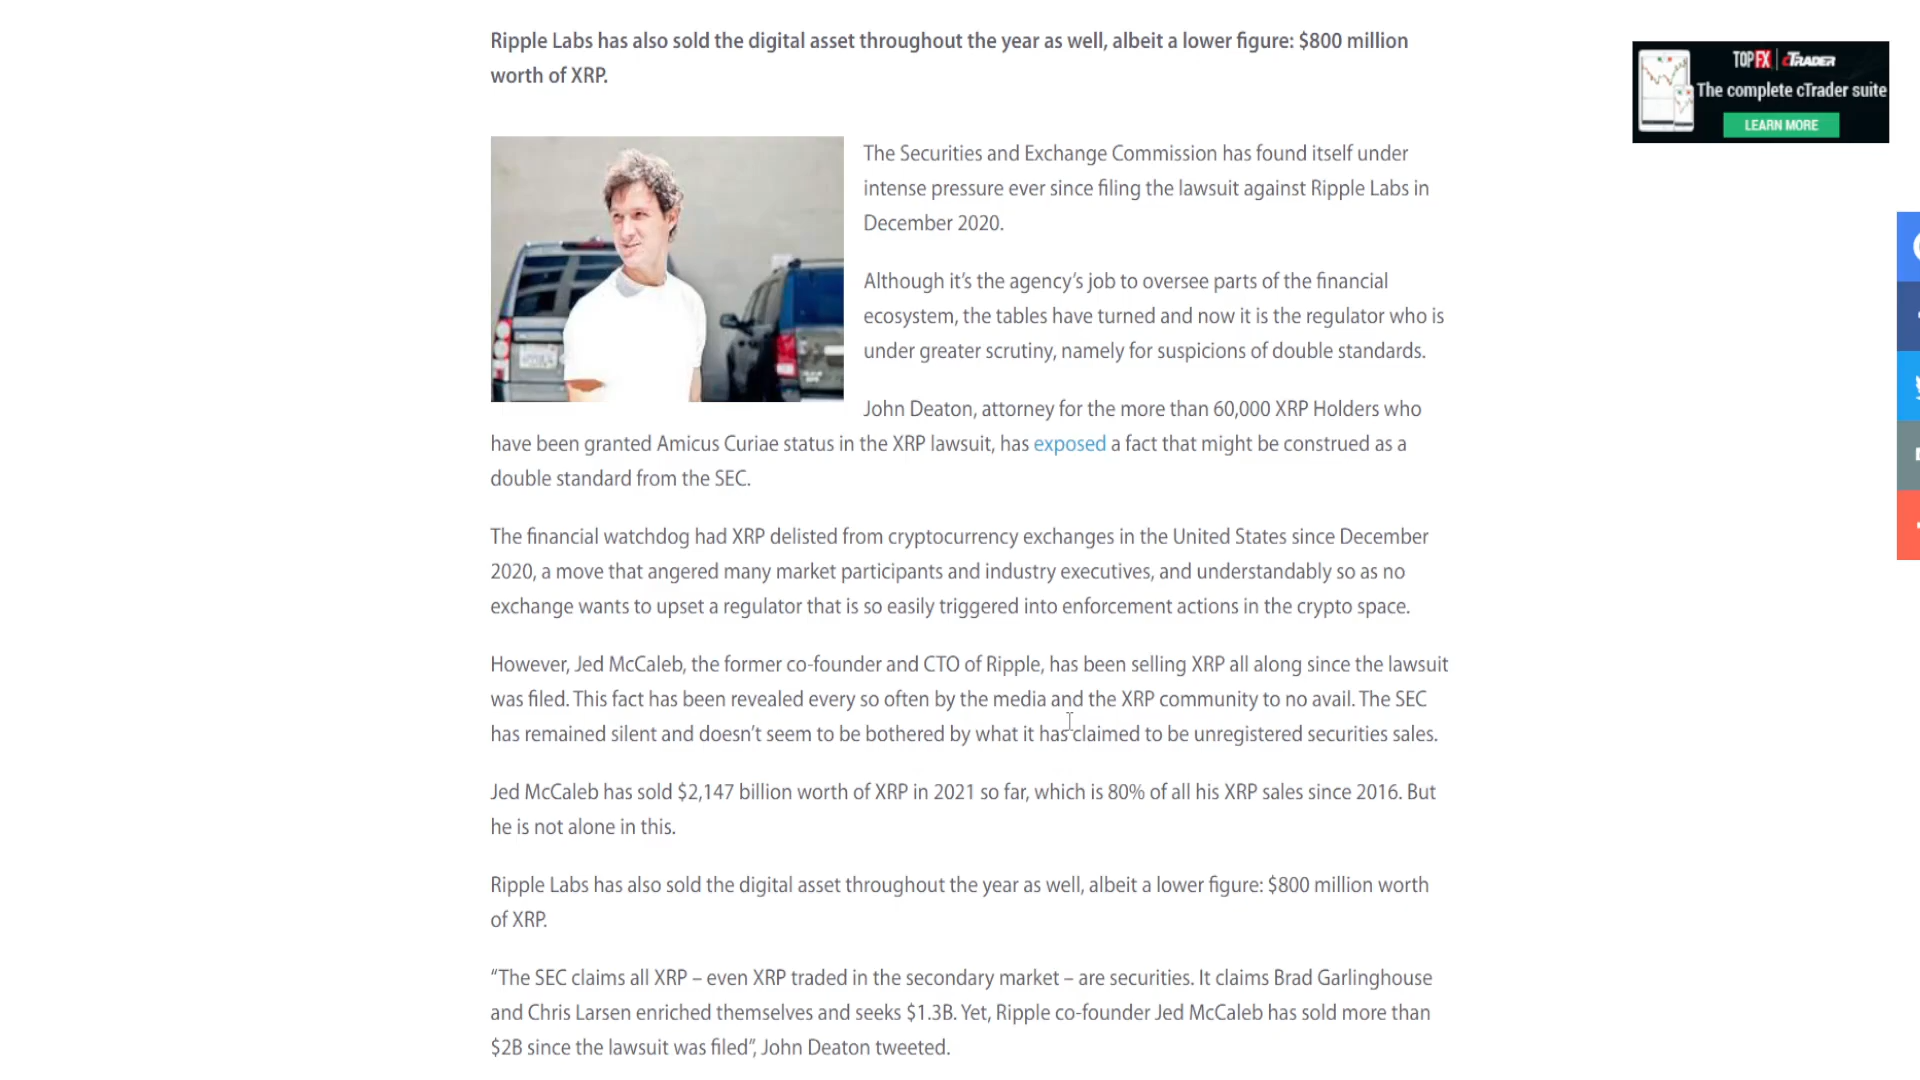 Ripple Labs has also sold the digital asset throughout the year as well, albeit a lower figure: $800 million
worth of XRP.
TOPFX | cTRADER
The complete cTrader suite
LEARN MORE
The Securities and Exchange Commission has found itself under
intense pressure ever since filing the lawsuit against Ripple Labs in
December 2020.
Although it’s the agency’s job to oversee parts of the financial
ecosystem, the tables have turned and now it is the regulator who is
under greater scrutiny, namely for suspicions of double standards.
John Deaton, attorney for the more than 60,000 XRP Holders who
have been granted Amicus Curiae status in the XRP lawsuit, has exposed a fact that might be construed as a
double standard from the SEC.
The financial watchdog had XRP delisted from cryptocurrency exchanges in the United States since December
2020, a move that angered many market participants and industry executives, and understandably so as no
exchange wants to upset a regulator that is so easily triggered into enforcement actions in the crypto space.
However, Jed McCaleb, the former co-founder and CTO of Ripple, has been selling XRP all along since the lawsuit
was filed. This fact has been revealed every so often by the media and the XRP community to no avail. The SEC
has remained silent and doesn’t seem to be bothered by what it has claimed to be unregistered securities sales.
Jed McCaleb has sold $2,147 billion worth of XRP in 2021 so far, which is 80% of all his XRP sales since 2016. But
he is not alone in this.
Ripple Labs has also sold the digital asset throughout the year as well, albeit a lower figure: $800 million worth
of XRP.
“The SEC claims all XRP – even XRP traded in the secondary market – are securities. It claims Brad Garlinghouse
and Chris Larsen enriched themselves and seeks $1.3B. Yet, Ripple co-founder Jed McCaleb has sold more than
$2B since the lawsuit was filed”, John Deaton tweeted.